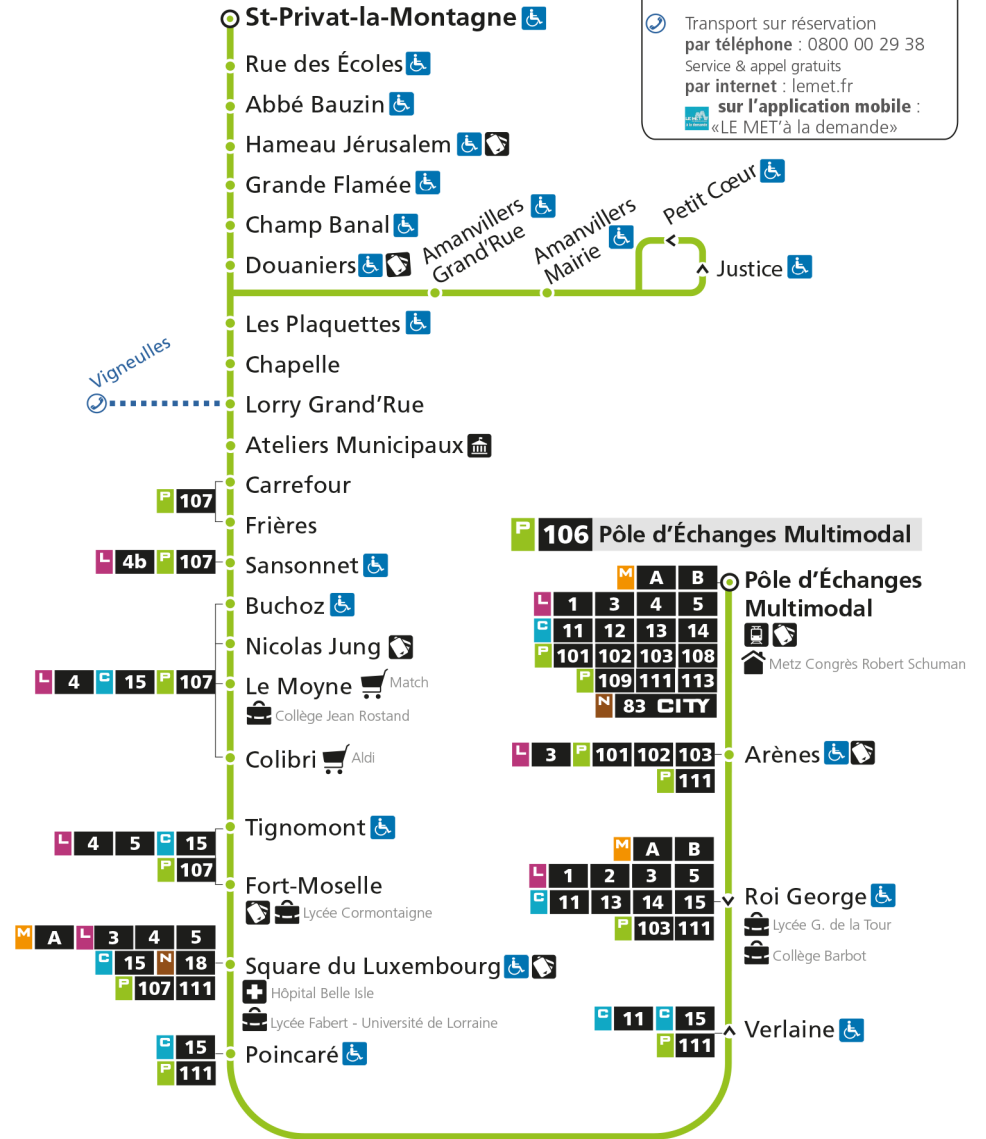 St-Privat-la-Montagne
Transport sur réservation
par téléphone : 0800 00 29 38
Service & appel gratuits
par internet : lemet.fr
LE MET'
à la demande
sur l'application mobile :
«LE MET'à la demande»
Rue des Écoles
Abbé Bauzin
Hameau Jérusalem
Grande Flamée
Champ Banal
Douaniers
Amanvillers
Grand'Rue
Amanvillers
Mairie
Petit Cœur
Justice
Les Plaquettes
Chapelle
Vigneulles
Lorry Grand'Rue
Ateliers Municipaux
Carrefour
P 107
Frières
L 4b P 107
Sansonnet
Buchoz
Nicolas Jung
L 4 C 15 P 107
Le Moyne
Match
Collège Jean Rostand
Colibri
Aldi
Tignomont
L 4 5 C 15
P 107
Fort-Moselle
Lycée Cormontaigne
M A L 3 4 5
C 15 N 18
P 107 111
Square du Luxembourg
Hôpital Belle Isle
Lycée Fabert - Université de Lorraine
C 15
P 111
Poincaré
P 106 Pôle d'Échanges Multimodal
M A B
L 1 3 4 5
C 11 12 13 14
P 101 102 103 108
P 109 111 113
N 83 CITY
Pôle d'Échanges
Multimodal
Metz Congrès Robert Schuman
L 3 P 101 102 103
P 111
Arènes
M A B
L 1 2 3 5
C 11 13 14 15
P 103 111
Roi George
Lycée G. de la Tour
Collège Barbot
C 11 C 15
P 111
Verlaine